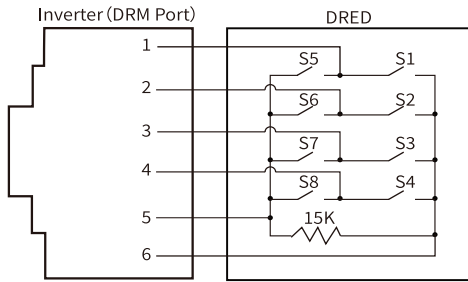 Inverter (DRM Port) DRED
1
S5 S1
2
S6 S2
3
S7 S3
4
S8 S4
5 15K
6